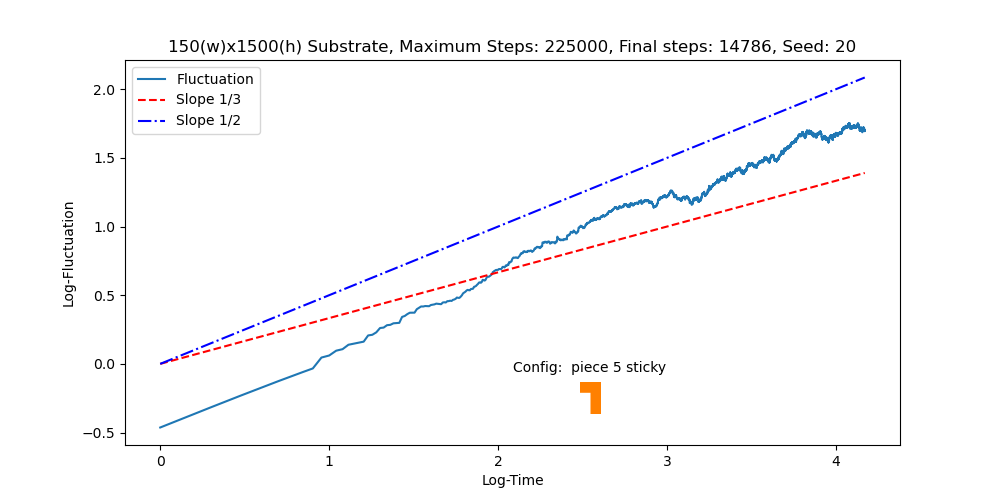 150(w)x1500(h) Substrate, Maximum Steps: 225000, Final steps: 14786, Seed: 20
Fluctuation
Slope 1/3
Slope 1/2
2.0
1.5
1.0
0.5
0.0
−0.5
Log-Fluctuation
Config:  piece 5 sticky
0
1
2
3
4
Log-Time